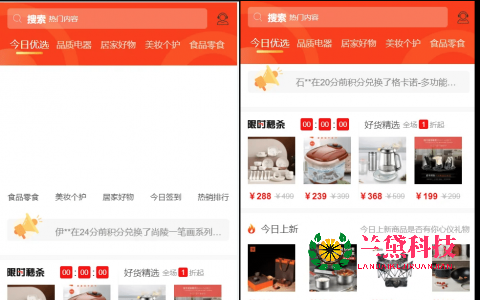 搜索 热门内容
今日优选 品质电器 居家好物 美妆个护 食品零食
食品零食 美妆个护 居家好物 今日签到 热销排行
伊**在24分前积分兑换了尚陵一笔画系列...
限时秒杀 00:00:00 好货精选 全场1折起
搜索 热门内容
今日优选 品质电器 居家好物 美妆个护 食品零食
石**在20分前积分兑换了格卡诺-多功能...
限时秒杀 00:00:00 好货精选 全场1折起
￥288 ￥499 ￥239 ￥309 ￥368 ￥599 ￥199 ￥299
今日上新 今日上新商品是否有你心仪礼物
兰黛科技